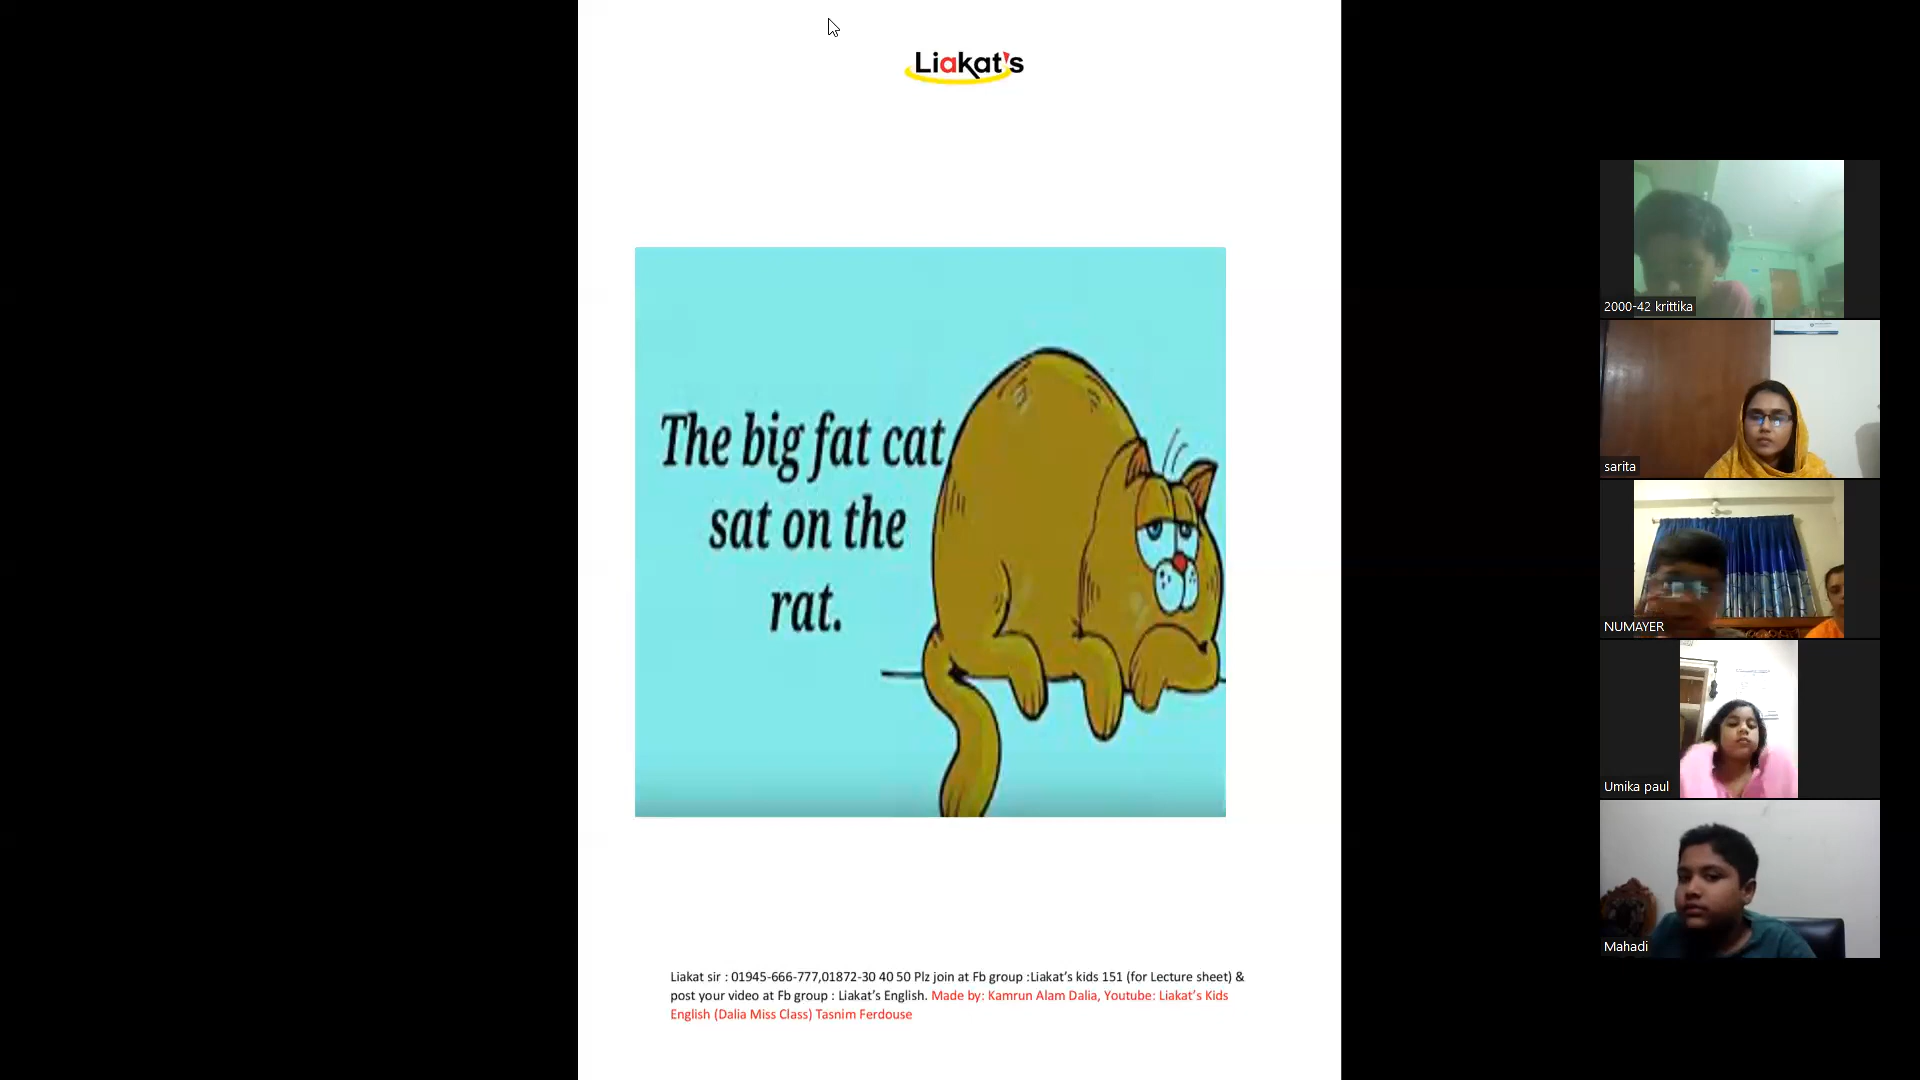 Liakat's
The big fat cat
sat on the
rat.
Liakat sir : 01945-666-777,01872-30 40 50 Plz join at Fb group :Liakat’s kids 151 (for Lecture sheet) &
post your video at Fb group : Liakat’s English. Made by: Kamrun Alam Dalia, Youtube: Liakat’s Kids
English (Dalia Miss Class) Tasnim Ferdouse
2000-42 krittika
sarita
NUMAYER
Umika paul
Mahadi